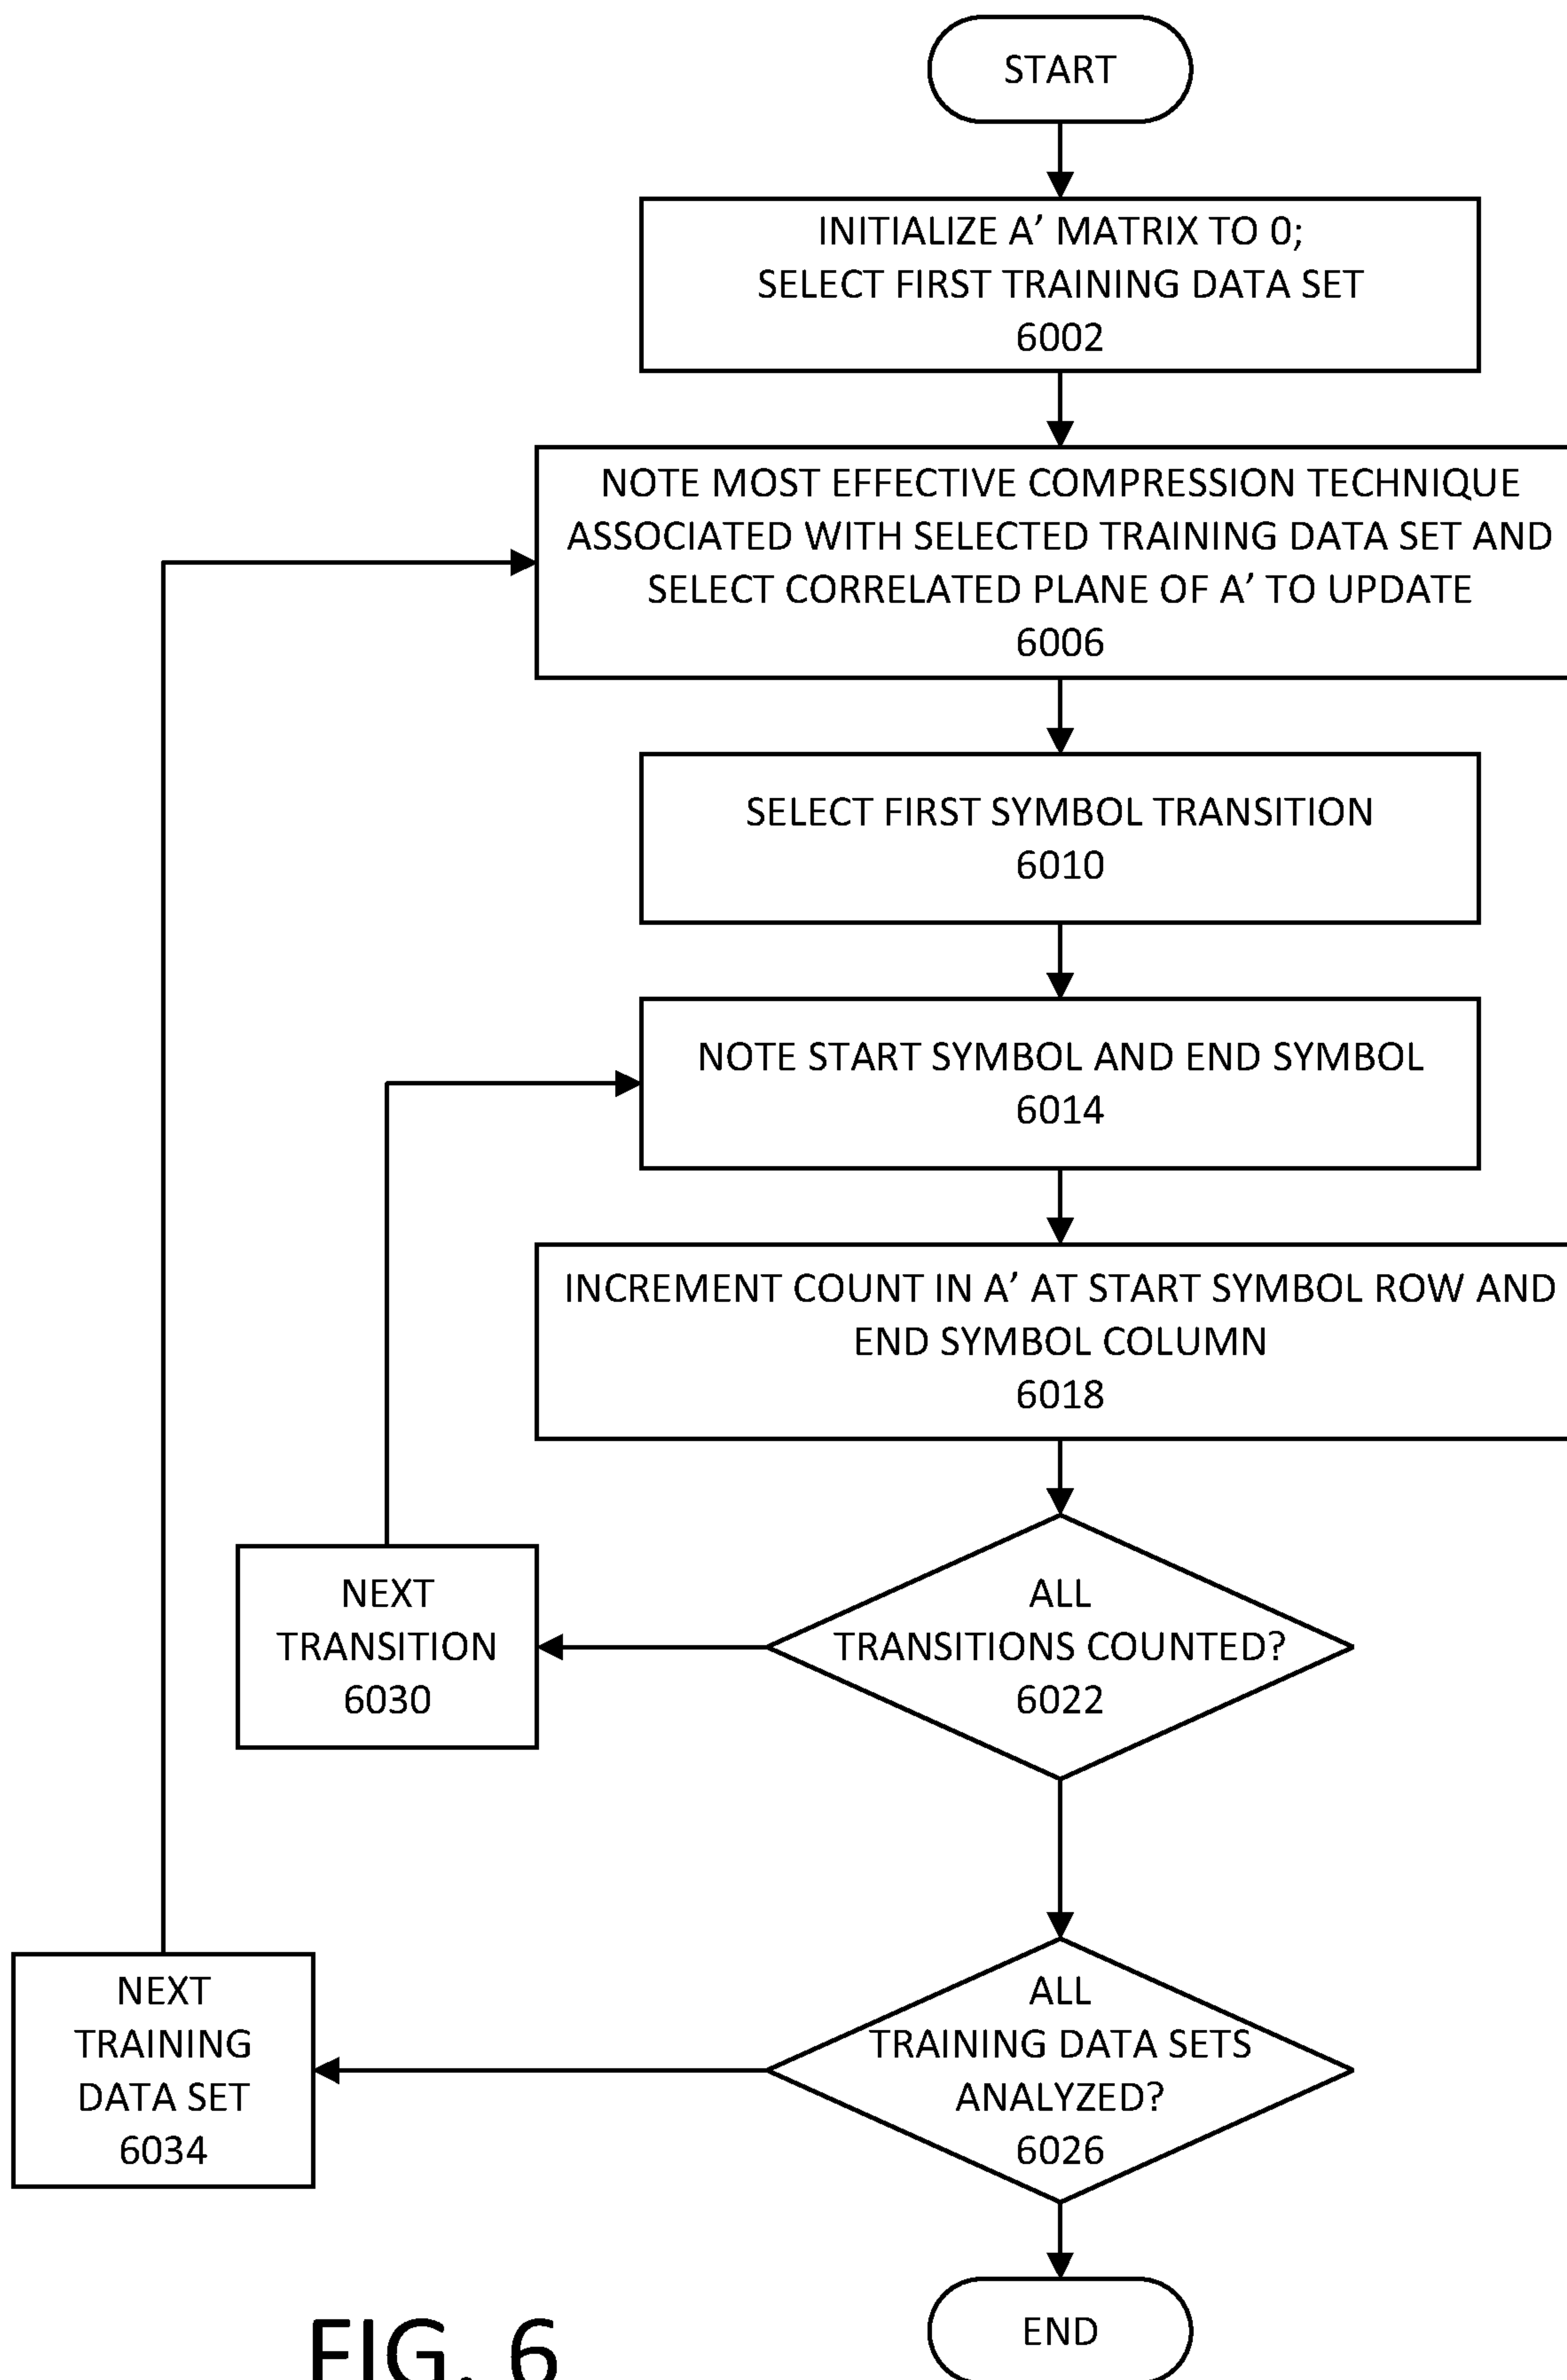 START
INITIALIZE A’ MATRIX TO 0;
SELECT FIRST TRAINING DATA SET
6002
NOTE MOST EFFECTIVE COMPRESSION TECHNIQUE
ASSOCIATED WITH SELECTED TRAINING DATA SET AND
SELECT CORRELATED PLANE OF A’ TO UPDATE
6006
SELECT FIRST SYMBOL TRANSITION
6010
NOTE START SYMBOL AND END SYMBOL
6014
INCREMENT COUNT IN A’ AT START SYMBOL ROW AND
END SYMBOL COLUMN
6018
ALL
TRANSITIONS COUNTED?
6022
NEXT
TRANSITION
6030
ALL
TRAINING DATA SETS
ANALYZED?
6026
NEXT
TRAINING
DATA SET
6034
END
FIG. 6